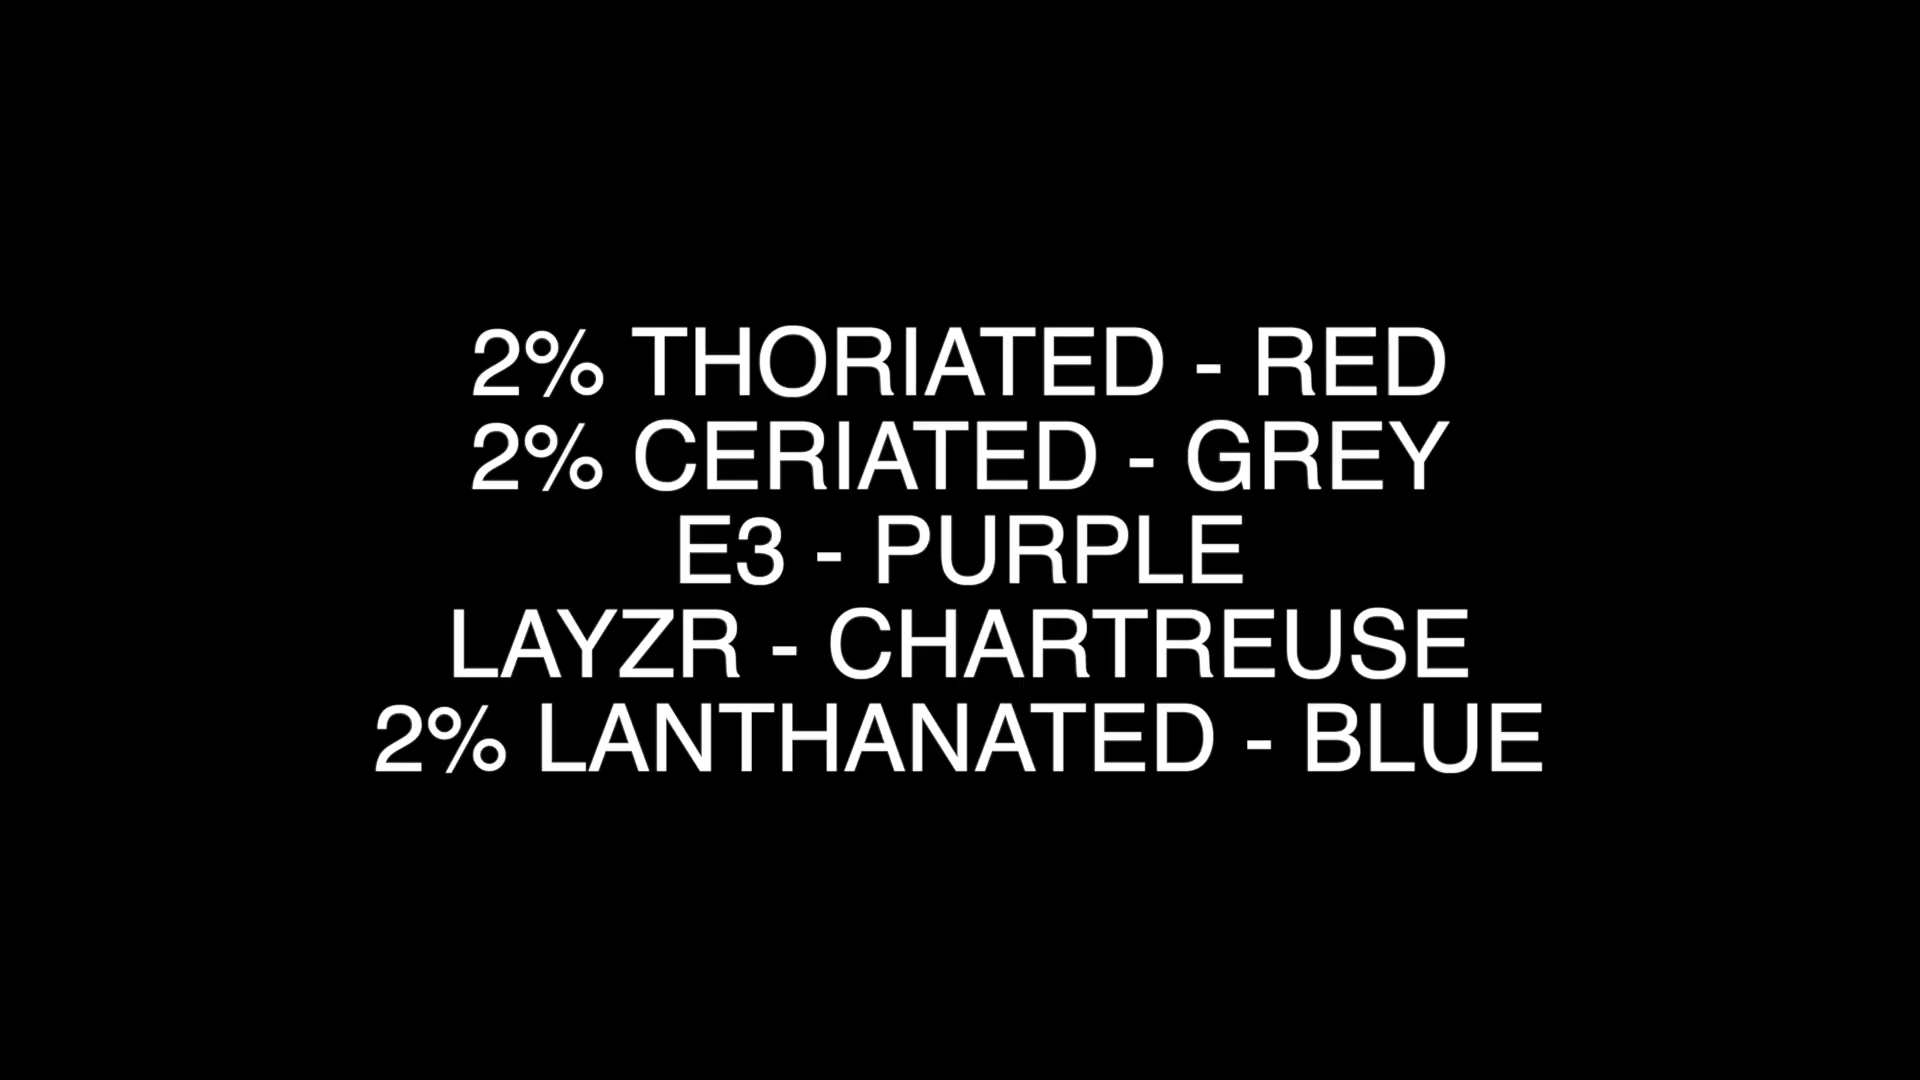 2% THORIATED - RED
2% CERIATED - GREY
E3 - PURPLE
LAYZR - CHARTREUSE
2% LANTHANATED - BLUE